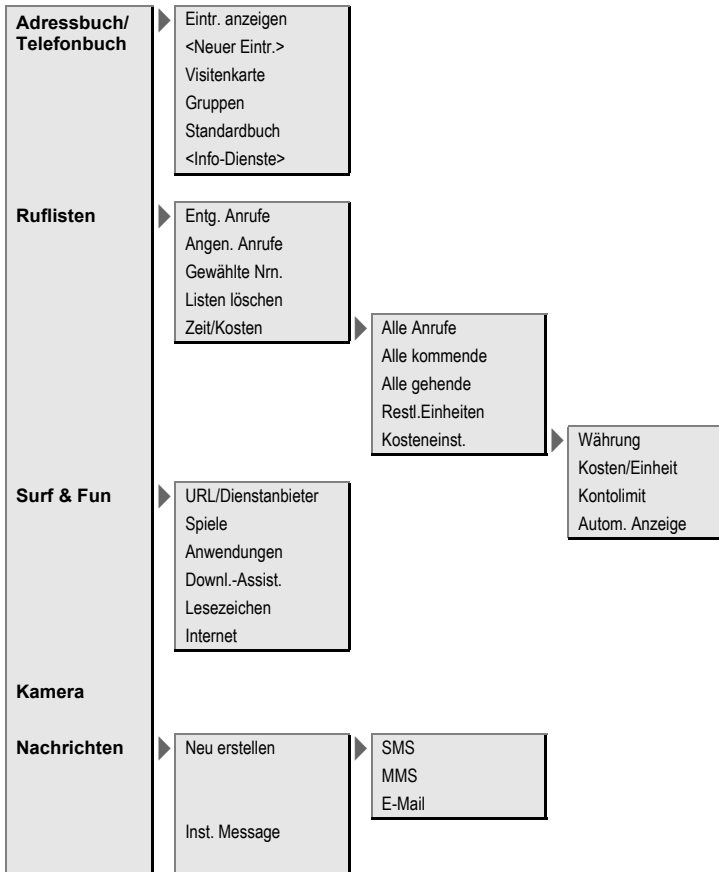 Adressbuch/
Telefonbuch
Eintr. anzeigen
<Neuer Eintr.>
Visitenkarte
Gruppen
Standardbuch
<Info-Dienste>
Ruflisten
Entg. Anrufe
Angen. Anrufe
Gewählte Nrn.
Listen löschen
Zeit/Kosten
Alle Anrufe
Alle kommende
Alle gehende
Restl.Einheiten
Kosteneinst.
Währung
Kosten/Einheit
Kontolimit
Autom. Anzeige
Surf & Fun
URL/Dienstanbieter
Spiele
Anwendungen
Downl.-Assist.
Lesezeichen
Internet
Kamera
Nachrichten
Neu erstellen
SMS
MMS
E-Mail
Inst. Message